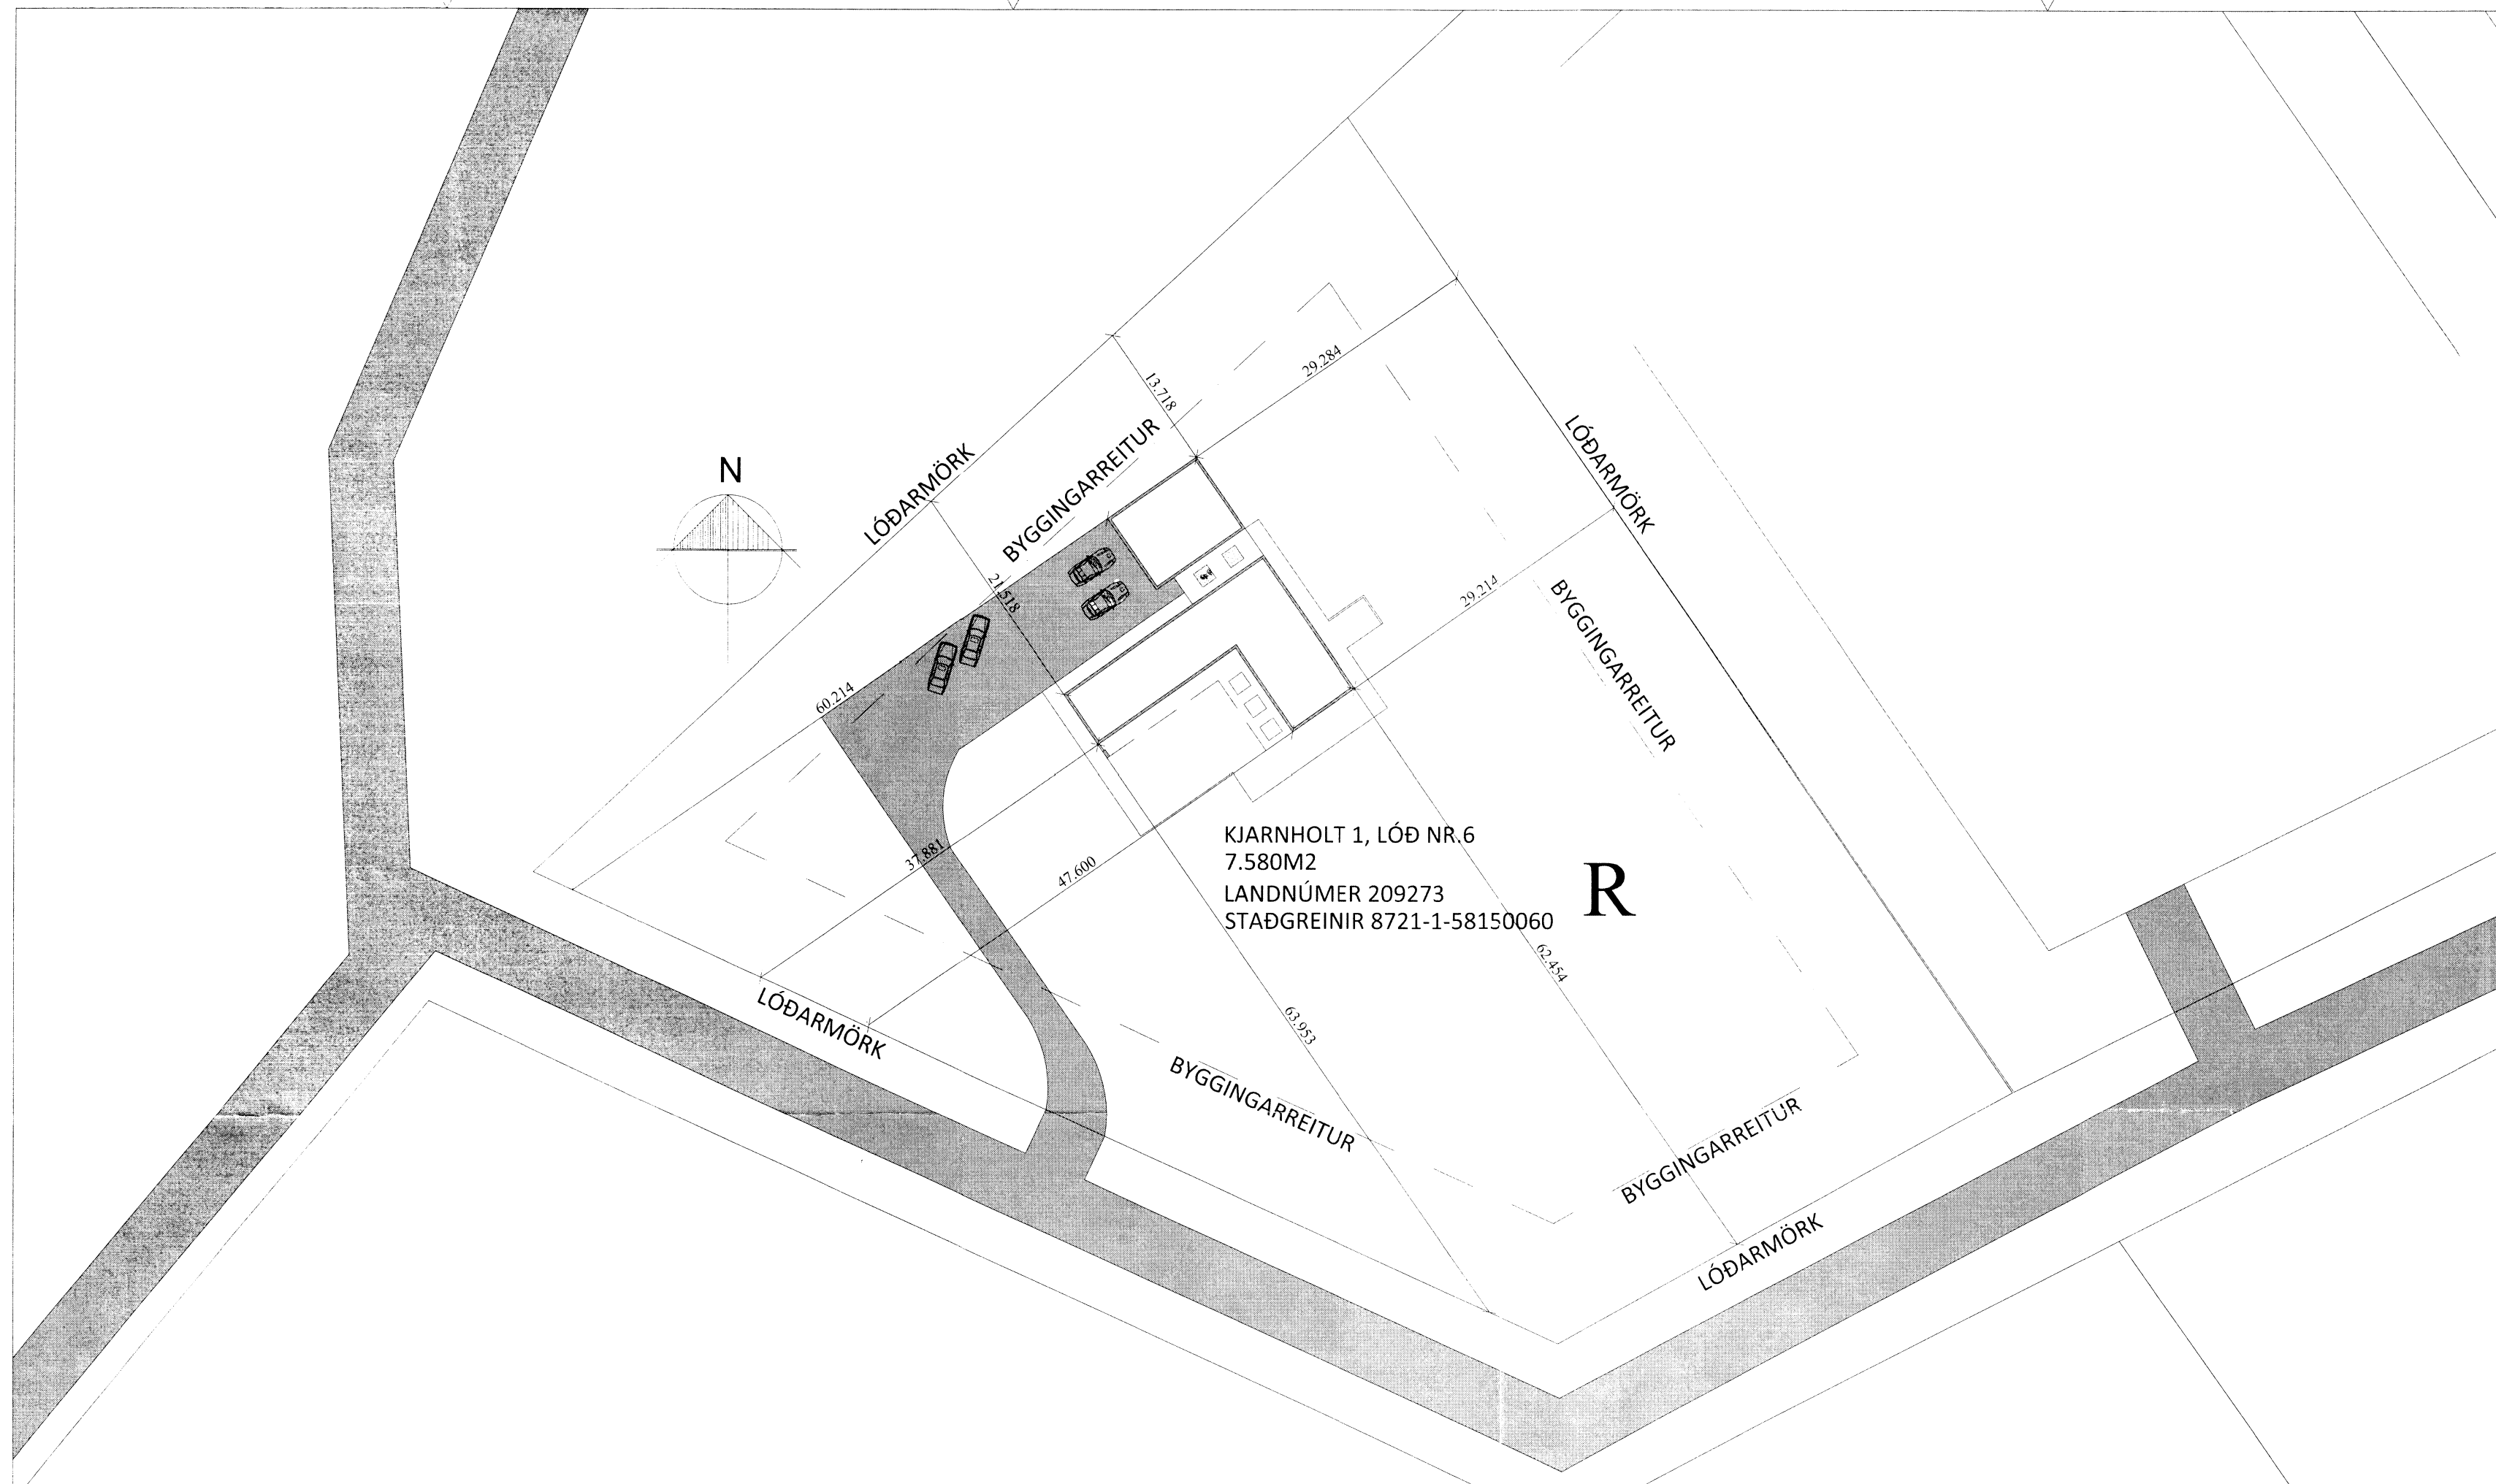 13.718
29.284
LÓÐARMÖRK
BYGGINGARREITUR
LÓÐARMÖRK
N
21.518
29.214
BYGGINGARREITUR
60.214
KJARNHOLT 1, LÓÐ NR.6
7.580M2
LANDNÚMER 209273
STAÐGREINIR 8721-1-58150060
R
37.881
47.600
62.454
LÓÐARMÖRK
63.953
BYGGINGARREITUR
BYGGINGARREITUR
LÓÐARMÖRK